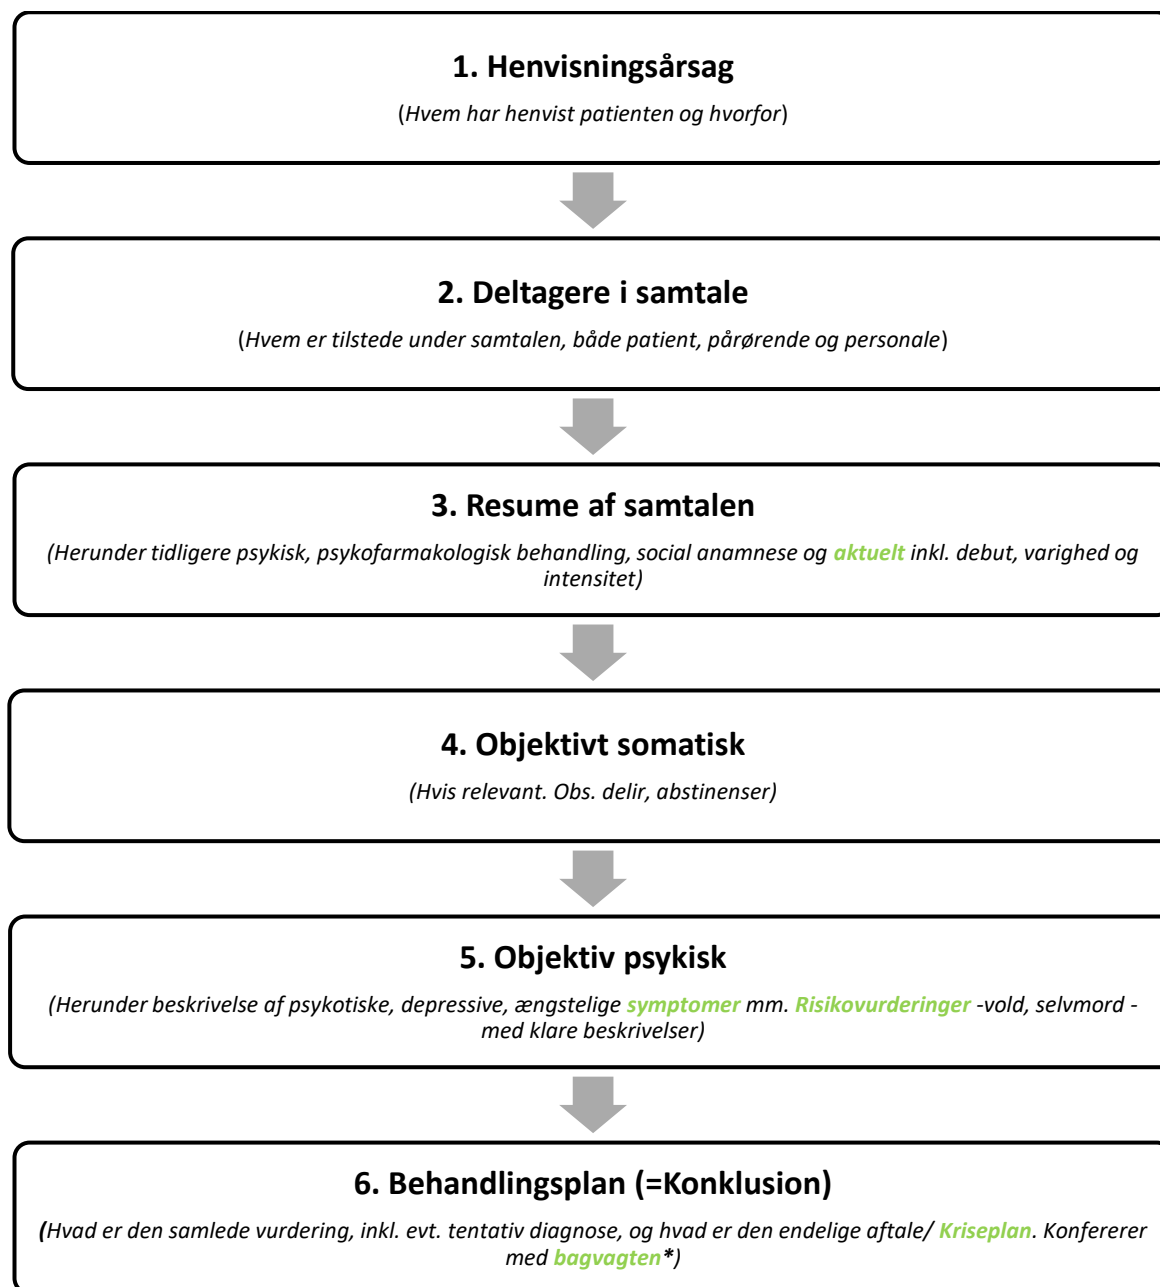 1. Henvisningsårsag
(Hvem har henvist patienten og hvorfor)
2. Deltagere i samtale
(Hvem er tilstede under samtalen, både patient, pårørende og personale)
3. Resume af samtalen
(Herunder tidligere psykisk, psykofarmakologisk behandling, social anamnese og aktuelt inkl. debut, varighed og
intensitet)
4. Objektivt somatisk
(Hvis relevant. Obs. delir, abstinenser)
5. Objektiv psykisk
(Herunder beskrivelse af psykotiske, depressive, ængstelige symptomer mm. Risikovurderinger -vold, selvmord -
med klare beskrivelser)
6. Behandlingsplan (=Konklusion)
(Hvad er den samlede vurdering, inkl. evt. tentativ diagnose, og hvad er den endelige aftale/ Kriseplan. Konfererer
med bagvagten*)